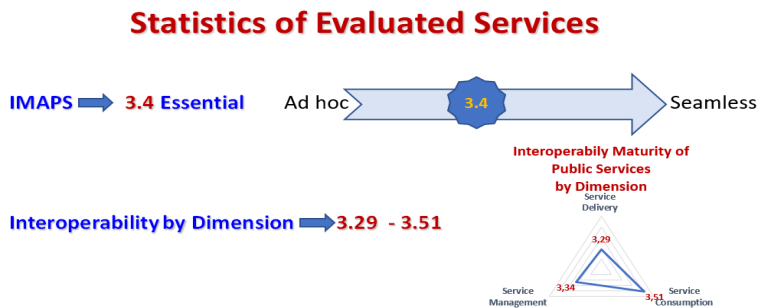 Statistics of Evaluated Services
IMAPS 3.4 Essential
Ad hoc 3.4 Seamless
Interoperabily Maturity of
Public Services
by Dimension
Interoperability by Dimension 3.29 - 3.51
Service
Delivery
3,29
Service
Management
3,34
3,51
Service
Consumption